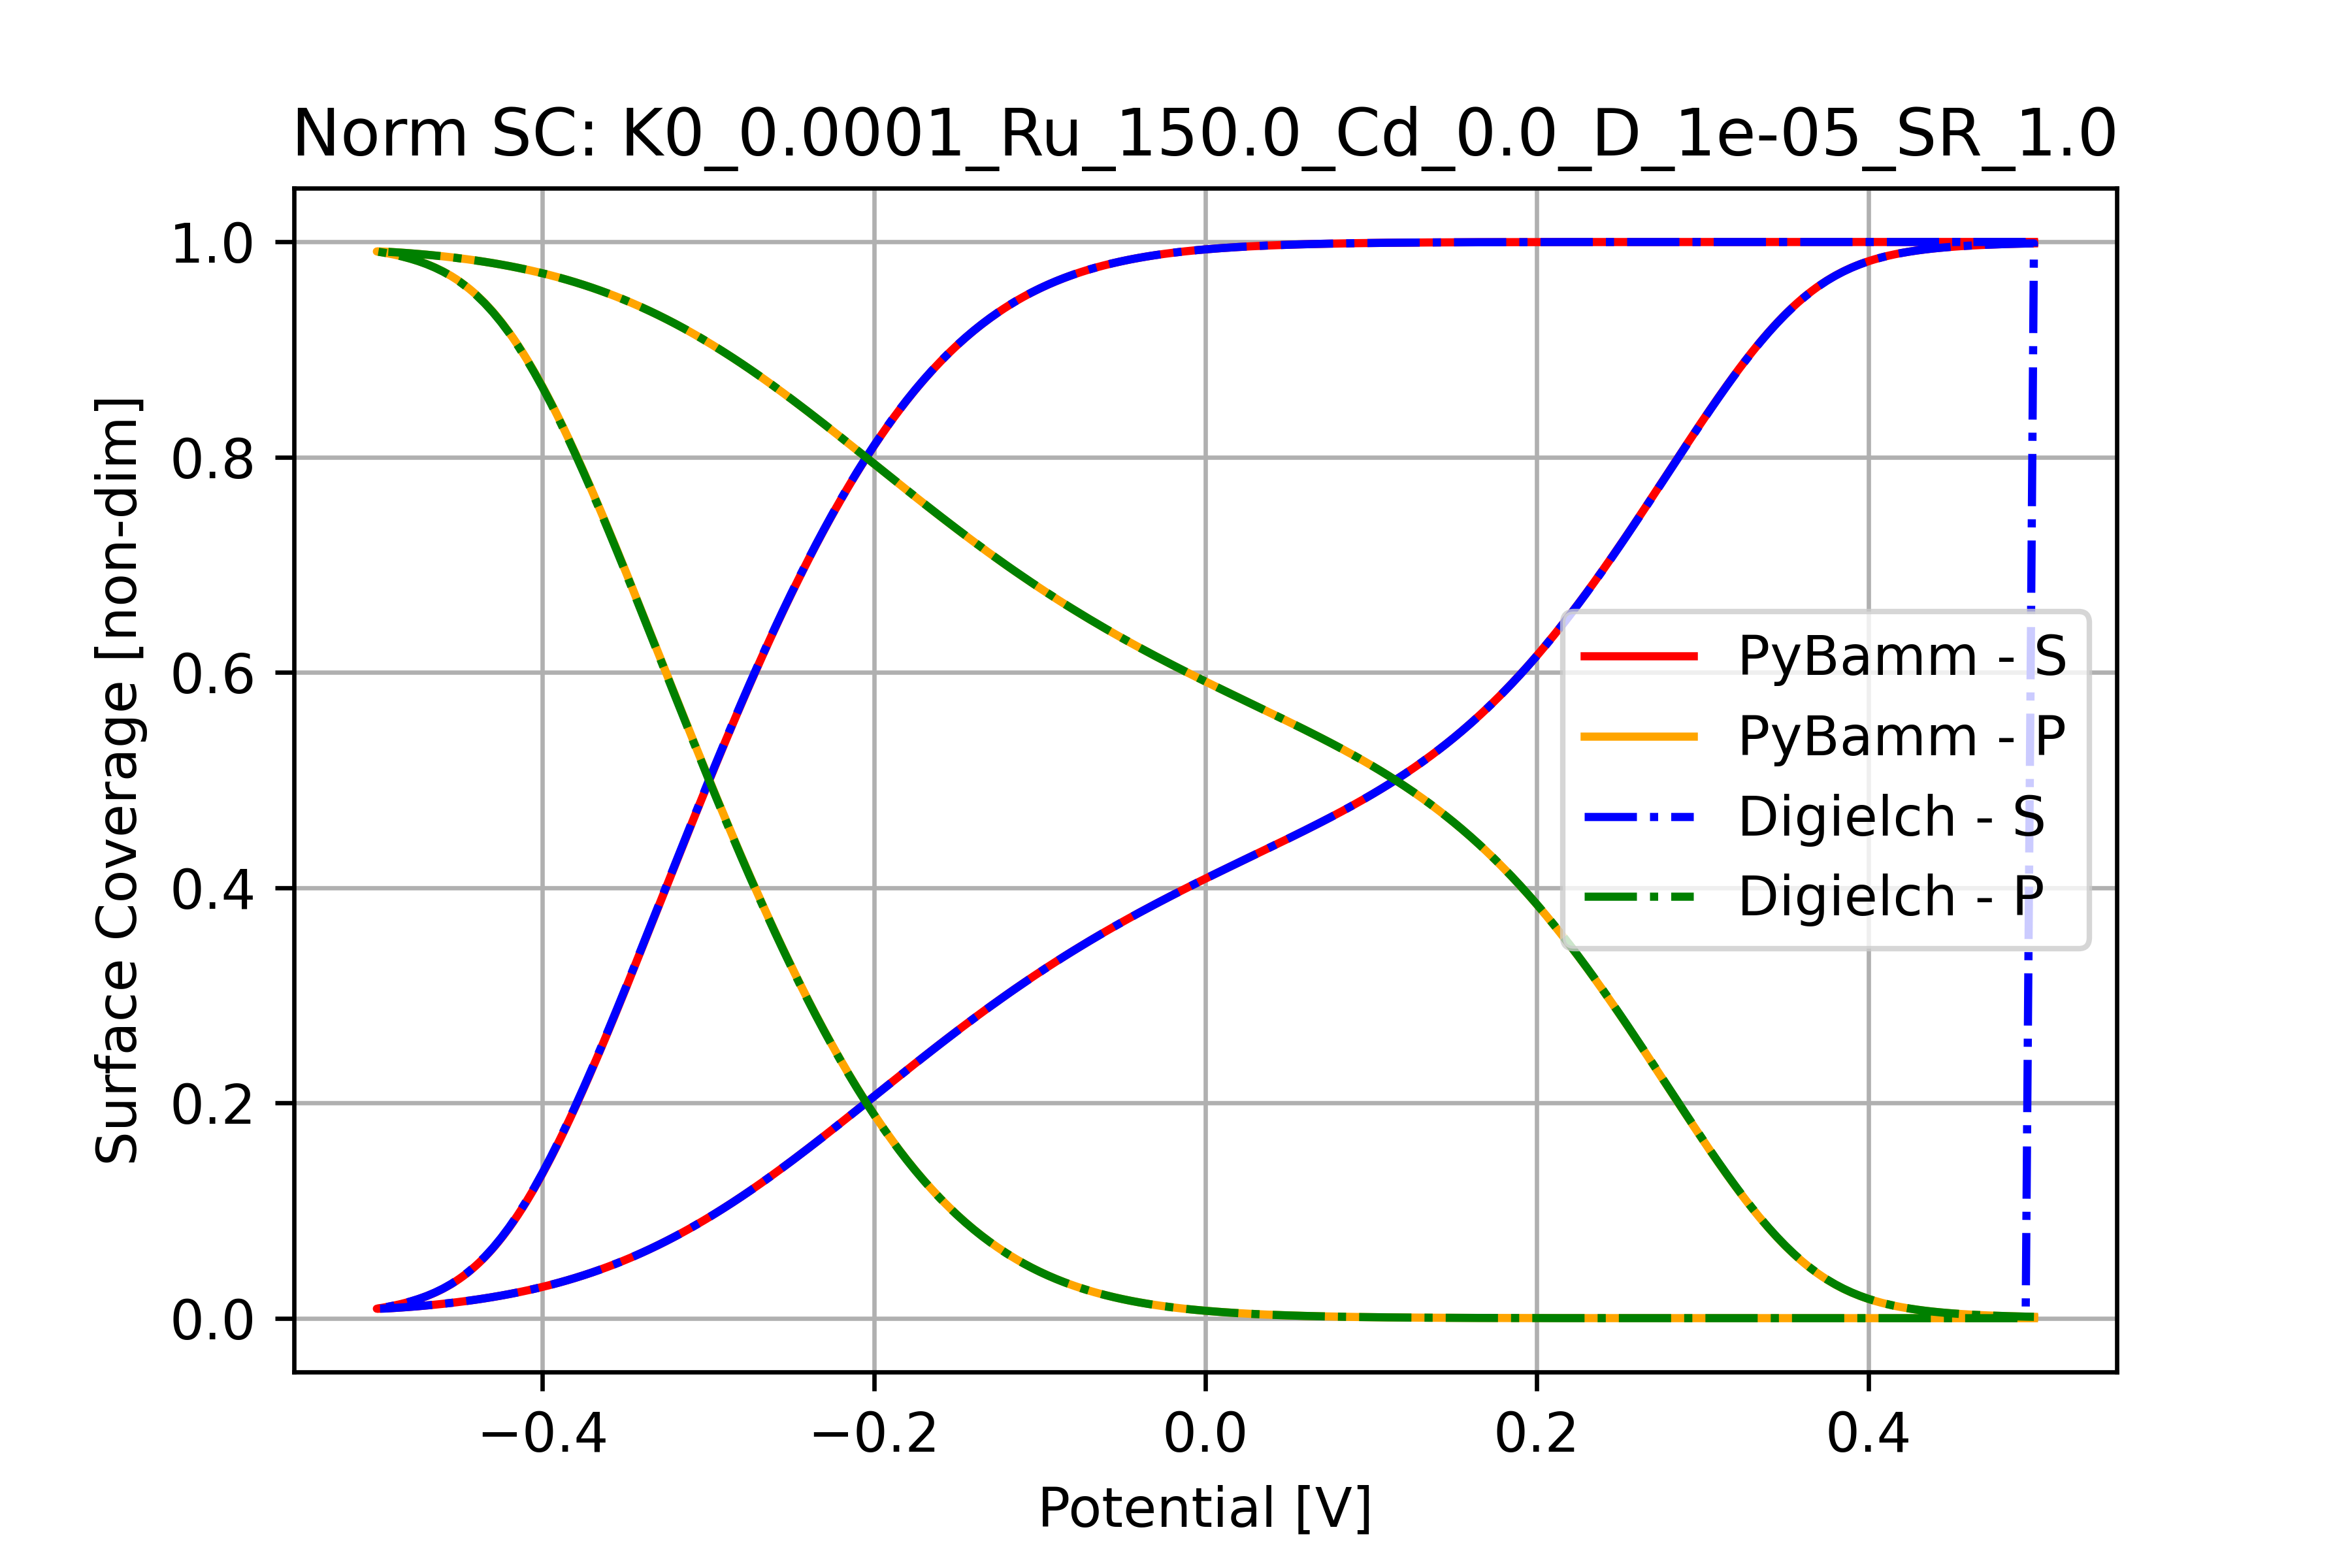 Norm SC: K0_0.0001_Ru_150.0_Cd_0.0_D_1e-05_SR_1.0
Surface Coverage [non-dim]
1.0
0.8
0.6
0.4
0.2
0.0
PyBamm - S
PyBamm - P
Digielch - S
Digielch - P
−0.4 −0.2 0.0 0.2 0.4
Potential [V]